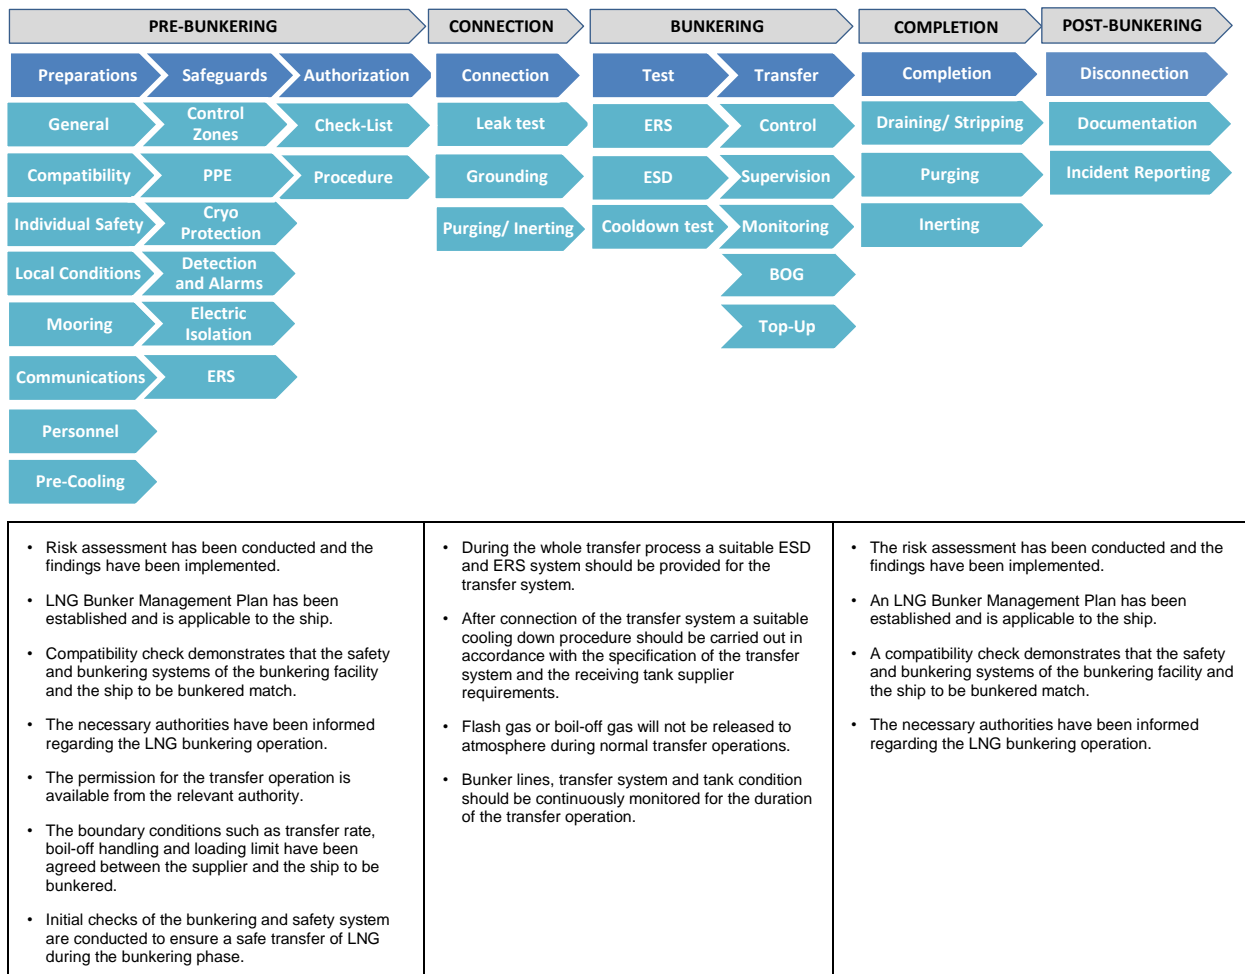 PRE-BUNKERING
CONNECTION
BUNKERING
COMPLETION
POST-BUNKERING
Preparations
Safeguards
Authorization
Connection
Test
Transfer
Completion
Disconnection
General
Control
Zones
Check-List
Leak test
ERS
Control
Draining/ Stripping
Documentation
Compatibility
PPE
Procedure
Grounding
ESD
Supervision
Purging
Incident Reporting
Individual Safety
Cryo
Protection
Purging/ Inerting
Cooldown test
Monitoring
Inerting
Local Conditions
Detection
and Alarms
BOG
Mooring
Electric
Isolation
Top-Up
Communications
ERS
Personnel
Pre-Cooling
• Risk assessment has been conducted and the
findings have been implemented.
• LNG Bunker Management Plan has been
established and is applicable to the ship.
• Compatibility check demonstrates that the safety
and bunkering systems of the bunkering facility
and the ship to be bunkered match.
• The necessary authorities have been informed
regarding the LNG bunkering operation.
• The permission for the transfer operation is
available from the relevant authority.
• The boundary conditions such as transfer rate,
boil-off handling and loading limit have been
agreed between the supplier and the ship to be
bunkered.
• Initial checks of the bunkering and safety system
are conducted to ensure a safe transfer of LNG
during the bunkering phase.
• During the whole transfer process a suitable ESD
and ERS system should be provided for the
transfer system.
• After connection of the transfer system a suitable
cooling down procedure should be carried out in
accordance with the specification of the transfer
system and the receiving tank supplier
requirements.
• Flash gas or boil-off gas will not be released to
atmosphere during normal transfer operations.
• Bunker lines, transfer system and tank condition
should be continuously monitored for the duration
of the transfer operation.
• The risk assessment has been conducted and the
findings have been implemented.
• An LNG Bunker Management Plan has been
established and is applicable to the ship.
• A compatibility check demonstrates that the safety
and bunkering systems of the bunkering facility and
the ship to be bunkered match.
• The necessary authorities have been informed
regarding the LNG bunkering operation.